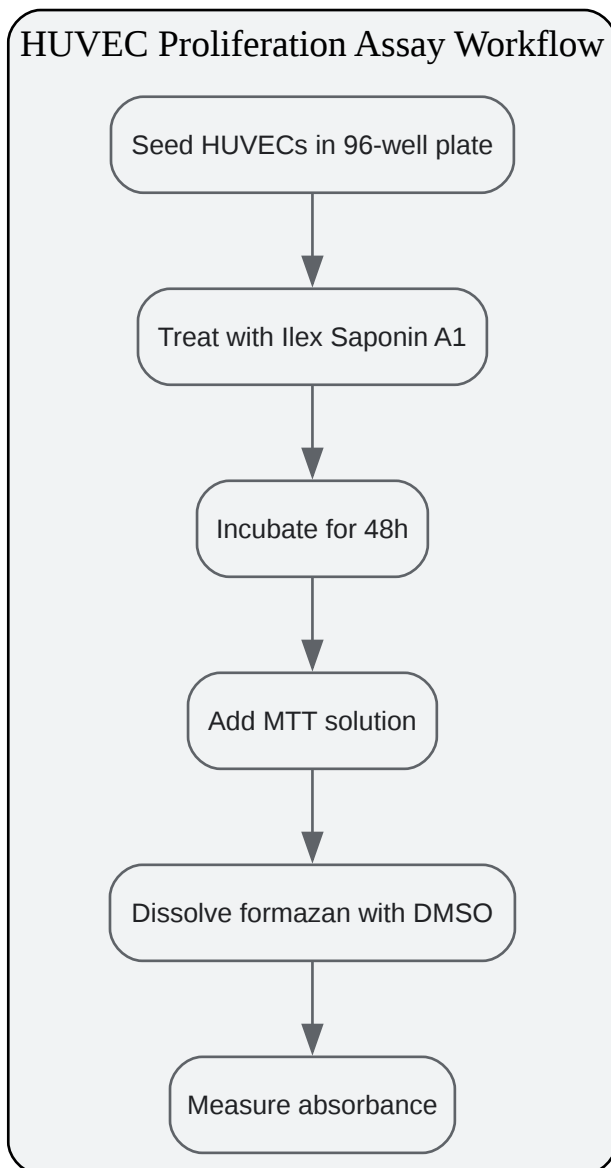 HUVEC Proliferation Assay Workflow
Seed HUVECs in 96-well plate
Treat with Ilex Saponin A1
Incubate for 48h
Add MTT solution
Dissolve formazan with DMSO
Measure absorbance